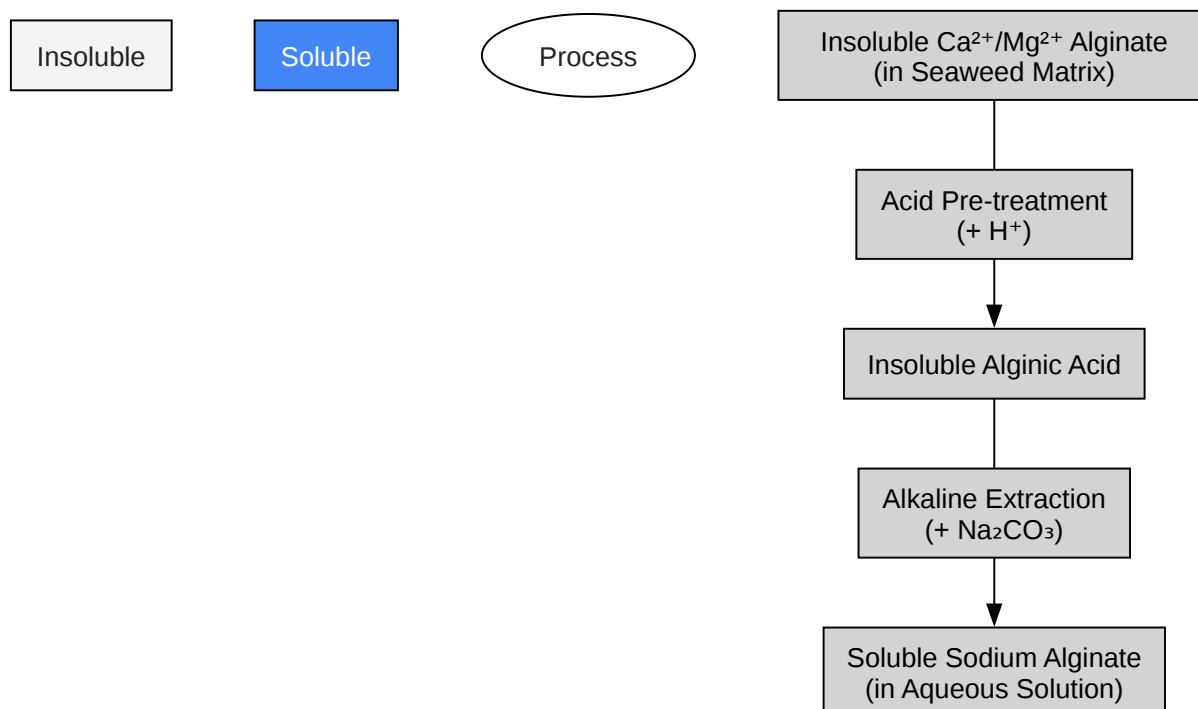 Insoluble
Soluble
Process
Insoluble Ca²⁺/Mg²⁺ Alginate
(in Seaweed Matrix)
Acid Pre-treatment
(+ H⁺)
Insoluble Alginic Acid
Alkaline Extraction
(+ Na₂CO₃)
Soluble Sodium Alginate
(in Aqueous Solution)